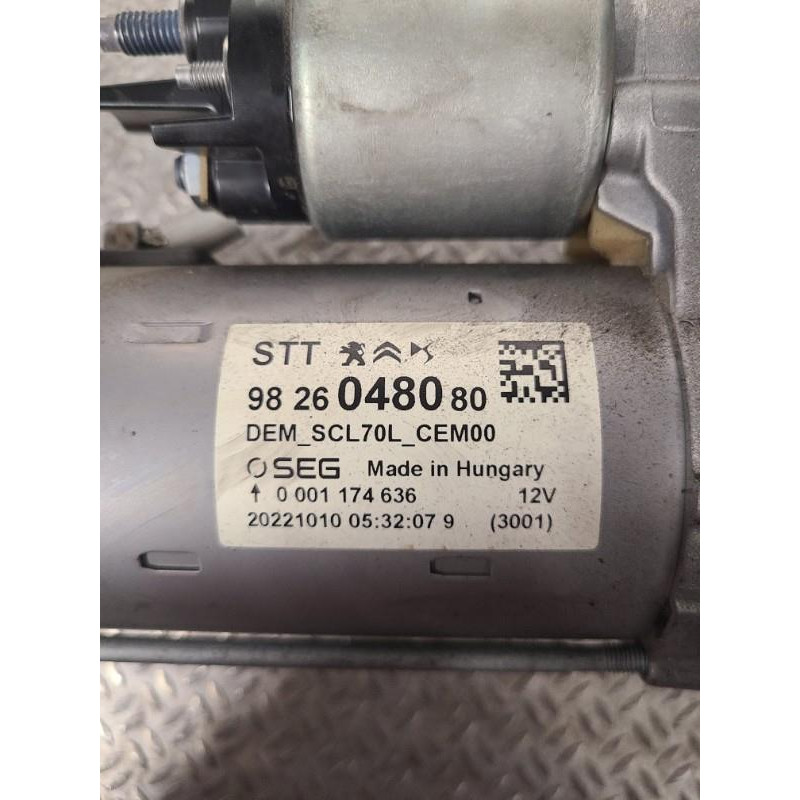 STT
98 26 0480 80
DEM_SCL70L_CEM00
SEG Made in Hungary
0 001 174 636 12V
20221010 05:32:07 9 (3001)